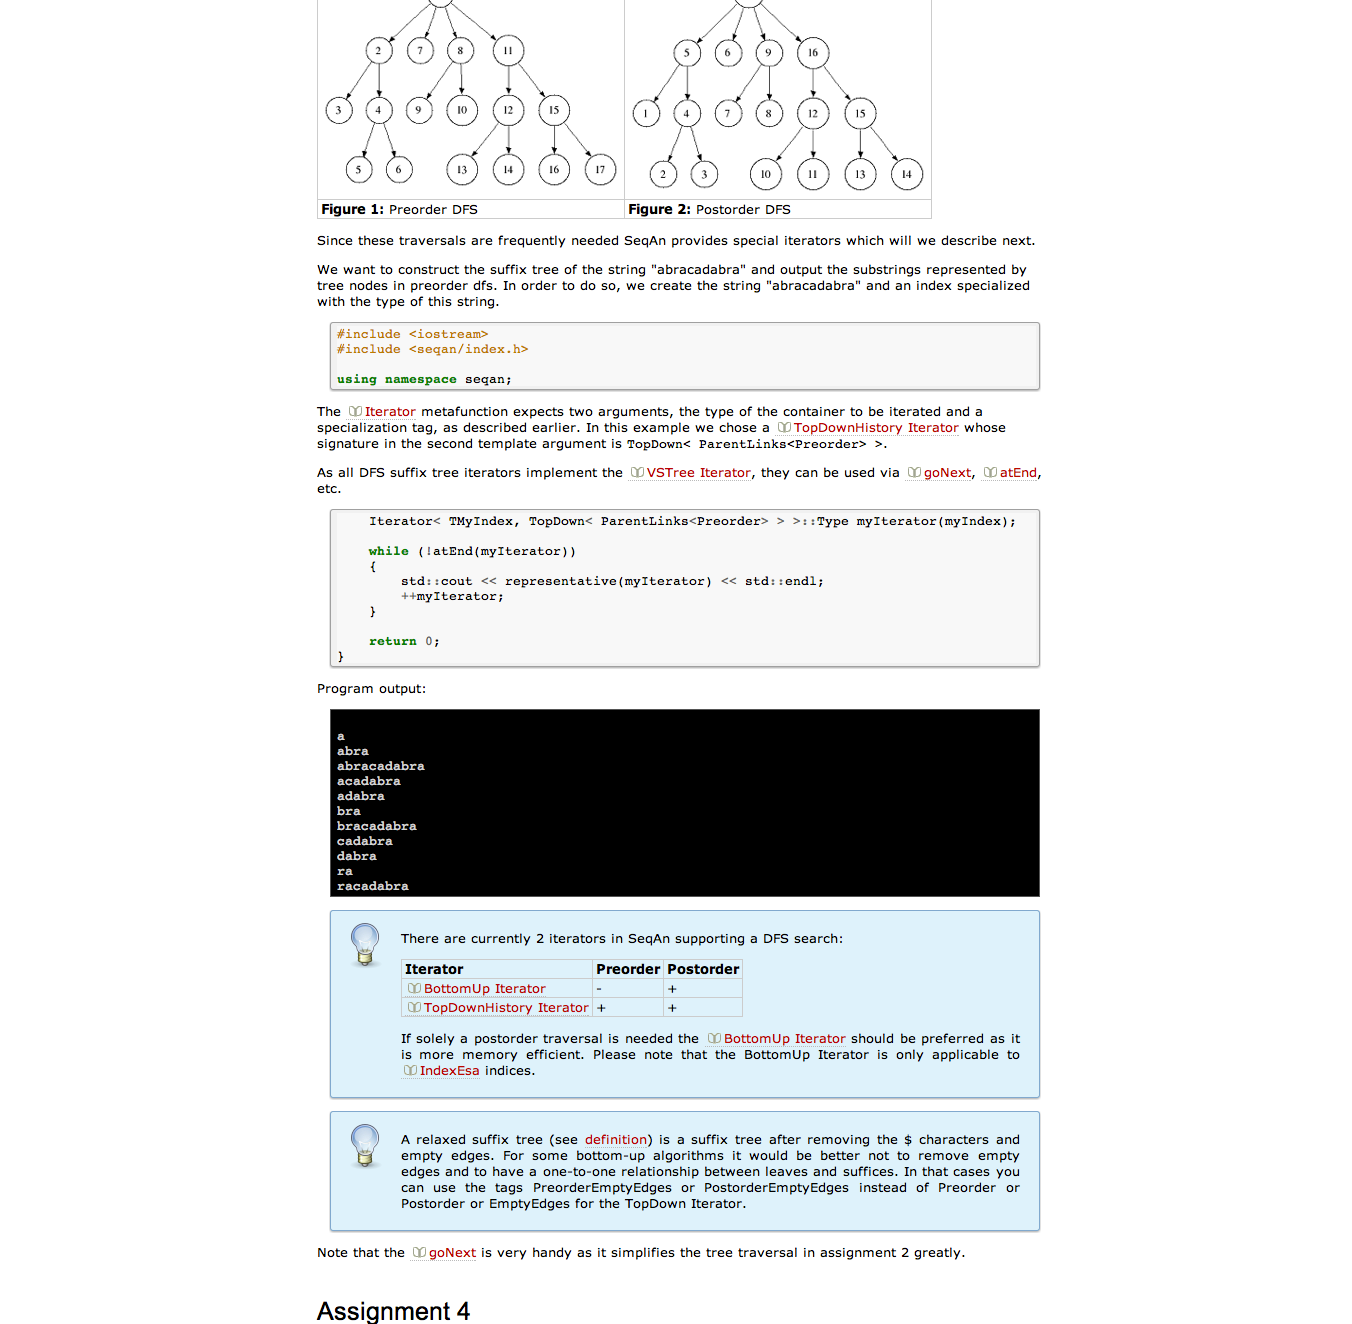 2 7 8 11
3 4 9 10 12 15
5 6 13 14 16 17
5 6 9 16
1 4 7 8 12 15
2 3 10 11 13 14
Figure 1: Preorder DFS
Figure 2: Postorder DFS
Since these traversals are frequently needed SeqAn provides special iterators which will we describe next.
We want to construct the suffix tree of the string "abracadabra" and output the substrings represented by
tree nodes in preorder dfs. In order to do so, we create the string "abracadabra" and an index specialized
with the type of this string.
#include <iostream>
#include <seqan/index.h>
using namespace seqan;
The Iterator metafunction expects two arguments, the type of the container to be iterated and a
specialization tag, as described earlier. In this example we chose a TopDownHistory Iterator whose
signature in the second template argument is TopDown< ParentLinks<Preorder> >.
As all DFS suffix tree iterators implement the VSTree Iterator, they can be used via goNext, atEnd,
etc.
Iterator< TMyIndex, TopDown< ParentLinks<Preorder> > >::Type myIterator(myIndex);
while (!atEnd(myIterator))
{
std::cout << representative(myIterator) << std::endl;
++myIterator;
}
return 0;
}
Program output:
a
abra
abracadabra
acadabra
adabra
bra
bracadabra
cadabra
dabra
ra
racadabra
There are currently 2 iterators in SeqAn supporting a DFS search:
Iterator Preorder Postorder
BottomUp Iterator - +
TopDownHistory Iterator + +
If solely a postorder traversal is needed the BottomUp Iterator should be preferred as it
is more memory efficient. Please note that the BottomUp Iterator is only applicable to
IndexEsa indices.
A relaxed suffix tree (see definition) is a suffix tree after removing the $ characters and
empty edges. For some bottom-up algorithms it would be better not to remove empty
edges and to have a one-to-one relationship between leaves and suffices. In that cases you
can use the tags PreorderEmptyEdges or PostorderEmptyEdges instead of Preorder or
Postorder or EmptyEdges for the TopDown Iterator.
Note that the goNext is very handy as it simplifies the tree traversal in assignment 2 greatly.
Assignment 4